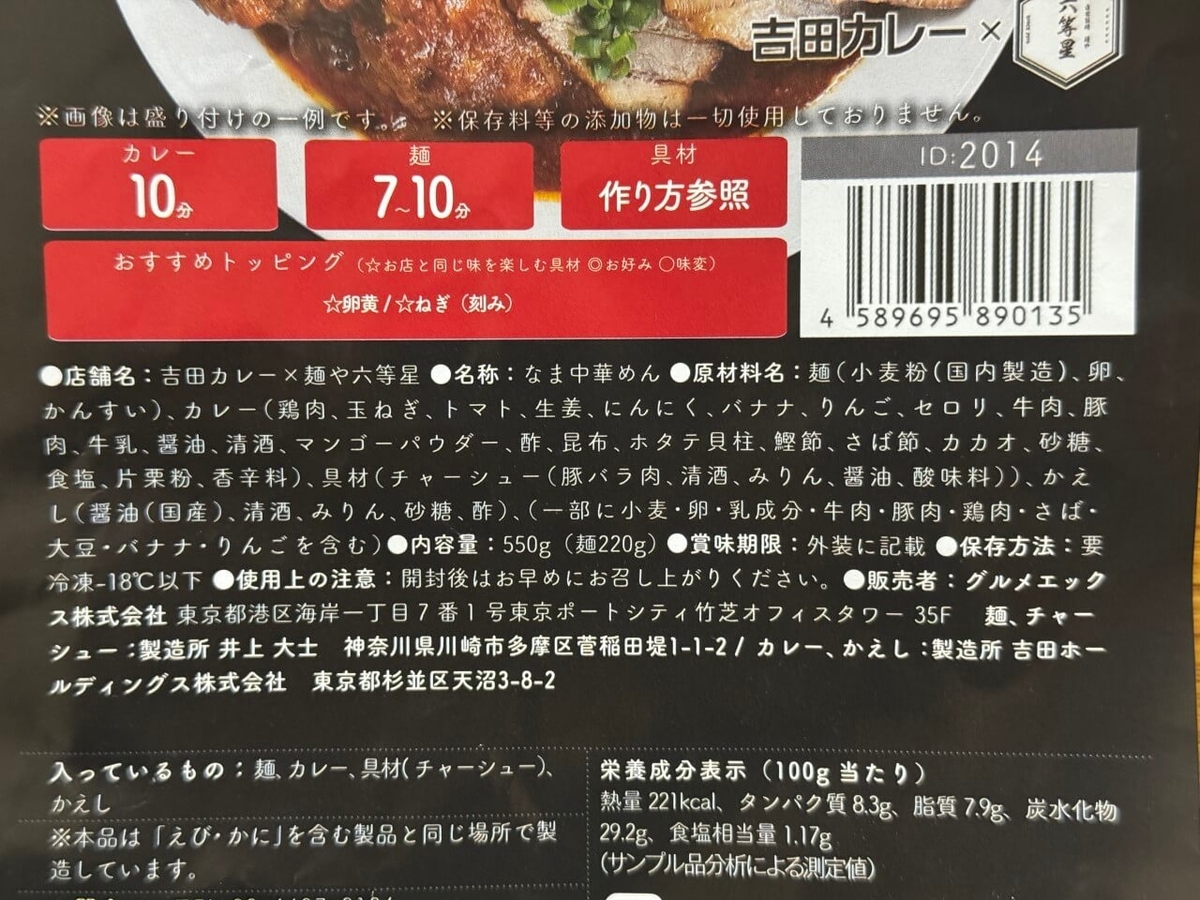 吉田カレー×
六等星
※画像は盛り付けの一例です。 ※保存料等の添加物は一切使用しておりません。
カレー
10分
麺
7~10分
具材
作り方参照
ID:2014
おすすめトッピング（☆お店と同じ味を楽しむ具材 ◎お好み ○味変）
☆卵黄 / ☆ねぎ（刻み）
4 589695 890135
●店舗名：吉田カレー×麺や六等星 ●名称：なま中華めん ●原材料名：麺（小麦粉（国内製造）、卵、
かんすい）、カレー（鶏肉、玉ねぎ、トマト、生姜、にんにく、バナナ、りんご、セロリ、牛肉、豚
肉、牛乳、醤油、清酒、マンゴーパウダー、酢、昆布、ホタテ貝柱、鰹節、さば節、カカオ、砂糖、
食塩、片栗粉、香辛料）、具材（チャーシュー（豚バラ肉、清酒、みりん、醤油、酸味料））、かえ
し（醤油（国産）、清酒、みりん、砂糖、酢）、（一部に小麦・卵・乳成分・牛肉・豚肉・鶏肉・さば・
大豆・バナナ・りんごを含む）●内容量：550g（麺220g）●賞味期限：外装に記載 ●保存方法：要
冷凍-18℃以下 ●使用上の注意：開封後はお早めにお召し上がりください。●販売者：グルメエック
ス株式会社 東京都港区海岸一丁目７番１号東京ポートシティ竹芝オフィスタワー 35F 麺、チャー
シュー：製造所 井上 大士 神奈川県川崎市多摩区菅稲田堤1-1-2 / カレー、かえし：製造所 吉田ホー
ルディングス株式会社 東京都杉並区天沼3-8-2
入っているもの：麺、カレー、具材(チャーシュー)、
かえし
※本品は「えび・かに」を含む製品と同じ場所で製
造しています。
栄養成分表示（100g当たり）
熱量 221kcal、タンパク質 8.3g、脂質 7.9g、炭水化物
29.2g、食塩相当量 1.17g
(サンプル品分析による測定値)